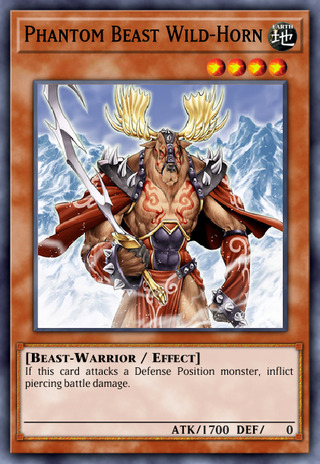 Phantom Beast Wild-Horn
EARTH
地
[Beast-Warrior / Effect]
If this card attacks a Defense Position monster, inflict
piercing battle damage.
ATK/1700 DEF/ 0